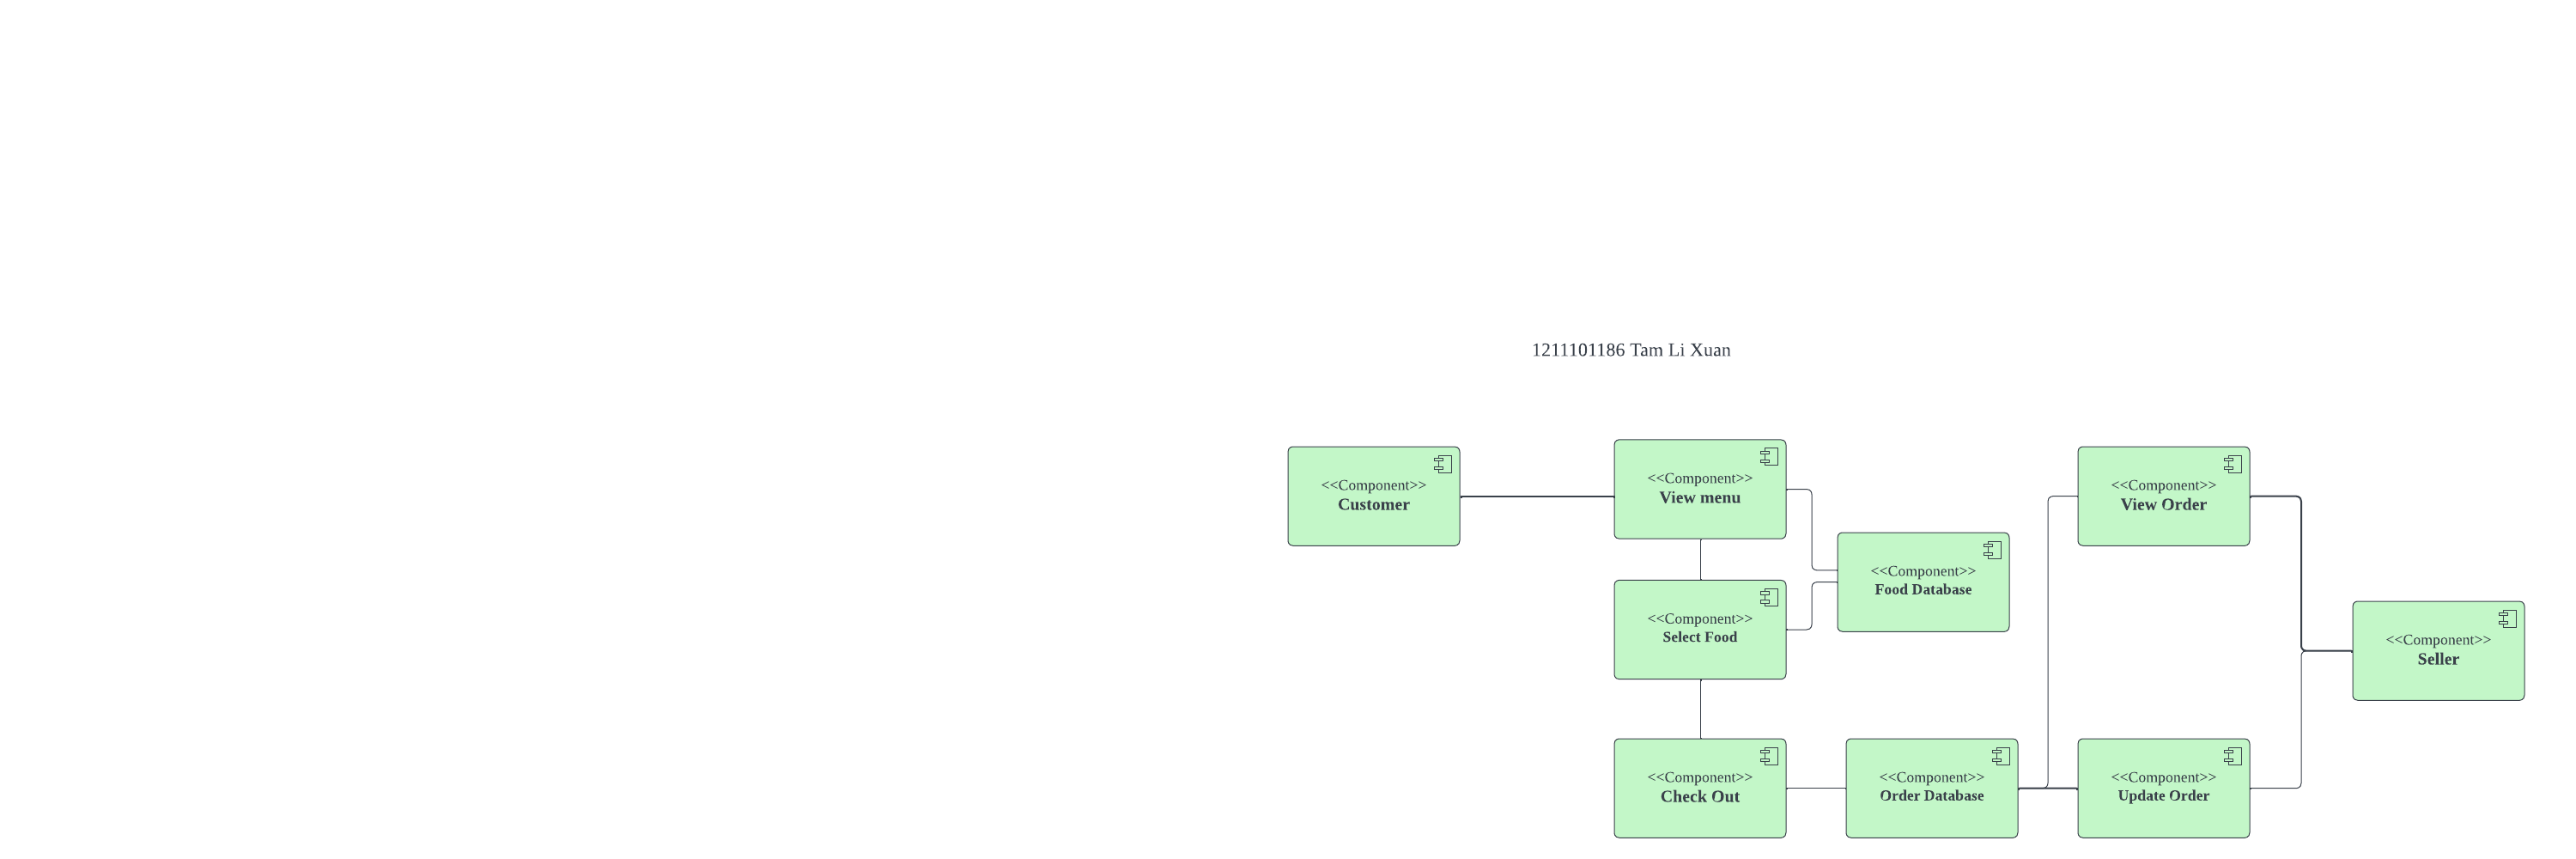 1211101186 Tam Li Xuan
<<Component>>
Customer
<<Component>>
View menu
<<Component>>
View Order
<<Component>>
Food Database
<<Component>>
Select Food
<<Component>>
Seller
<<Component>>
Check Out
<<Component>>
Order Database
<<Component>>
Update Order